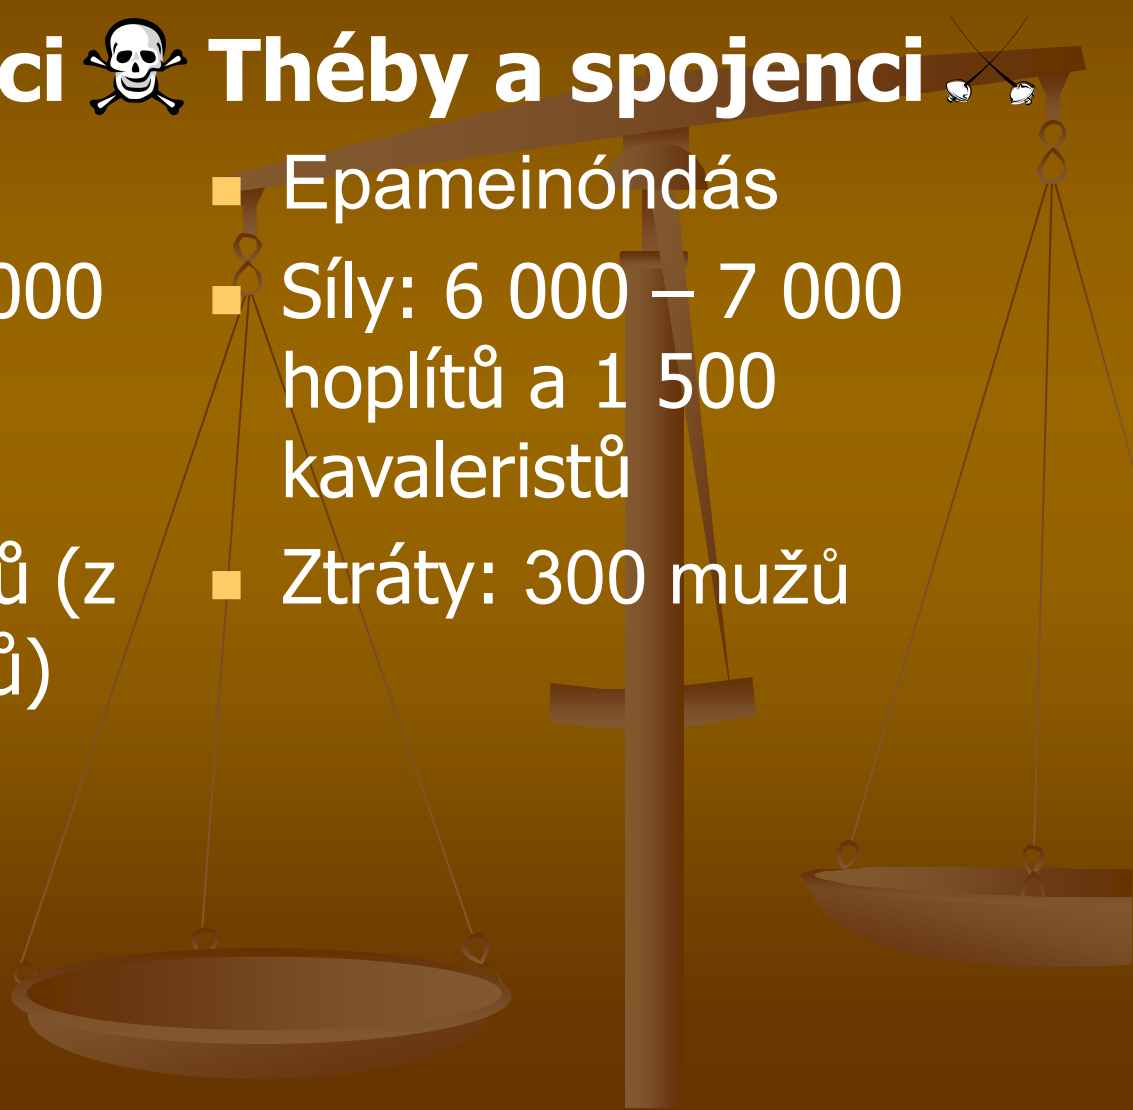 ci Théby a spojenci
Epameinóndás
000
Síly: 6 000 – 7 000
hoplítů a 1 500
kavaleristů
ů (z
ů)
Ztráty: 300 mužů